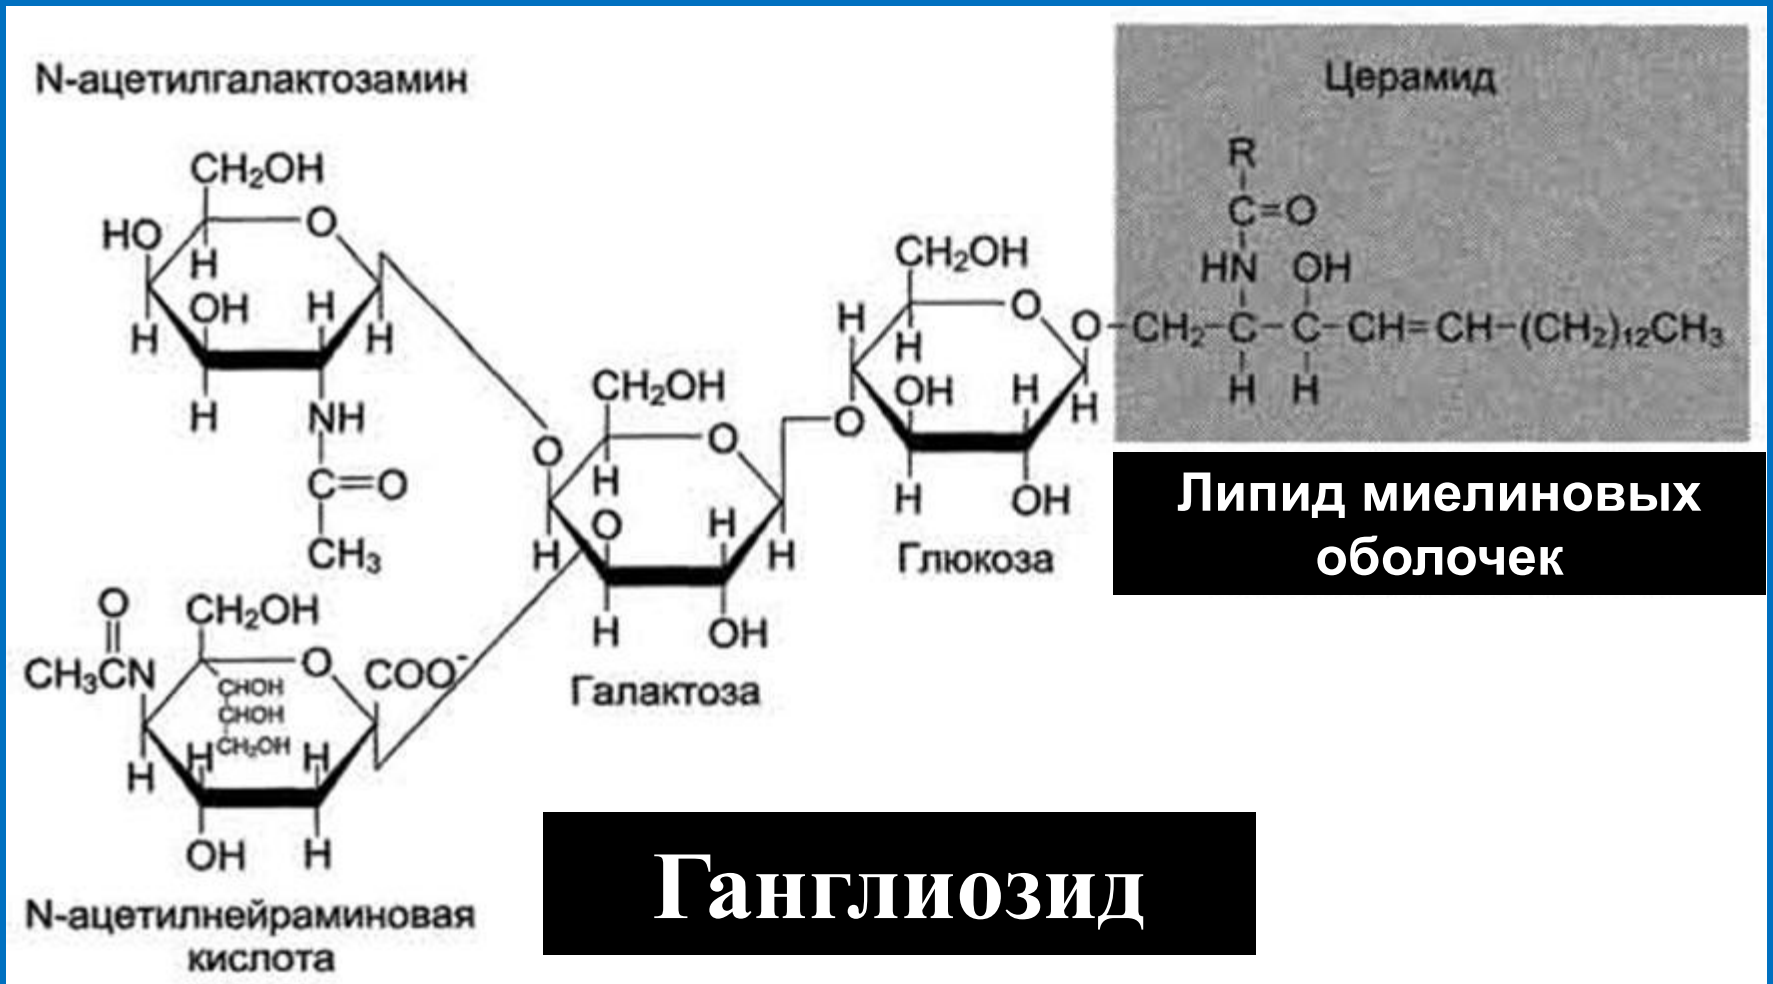 N-ацетилгалактозамин
Церамид
CH₂OH
HO
O
H
OH
H
H
H
H
NH
C=O
CH₃
R
C=O
HN OH
O-CH₂-C-C-CH=CH-(CH₂)₁₂CH₃
H H
CH₂OH
H
O
H
OH
H
H
O
H
OH
Глюкоза
CH₂OH
O
O
H
O
H
H
H
H
OH
Галактоза
Липид миелиновых
оболочек
O
CH₂OH
CH₃CN
O
COO⁻
CHOH
CHOH
CH₂OH
H
H
H
OH
H
N-ацетилнейраминовая
кислота
Ганглиозид